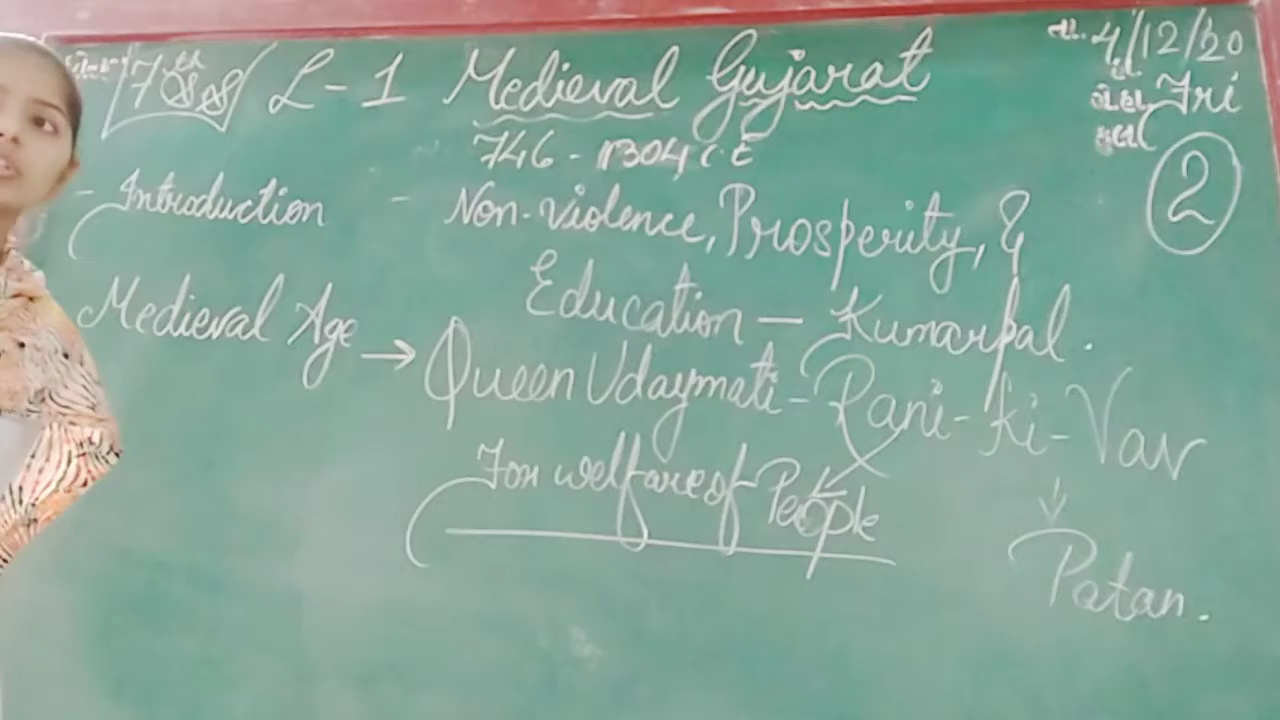 7th SS L-1 Medieval Gujarat
તા. 4/12/20
Fri
746 - 1304 C.E
2
- Introduction - Non-violence, Prosperity, &
Education - Kumarpal.
Medieval Age → Queen Udaymati - Rani-ki-Vav
For welfare of People
↓
Patan.